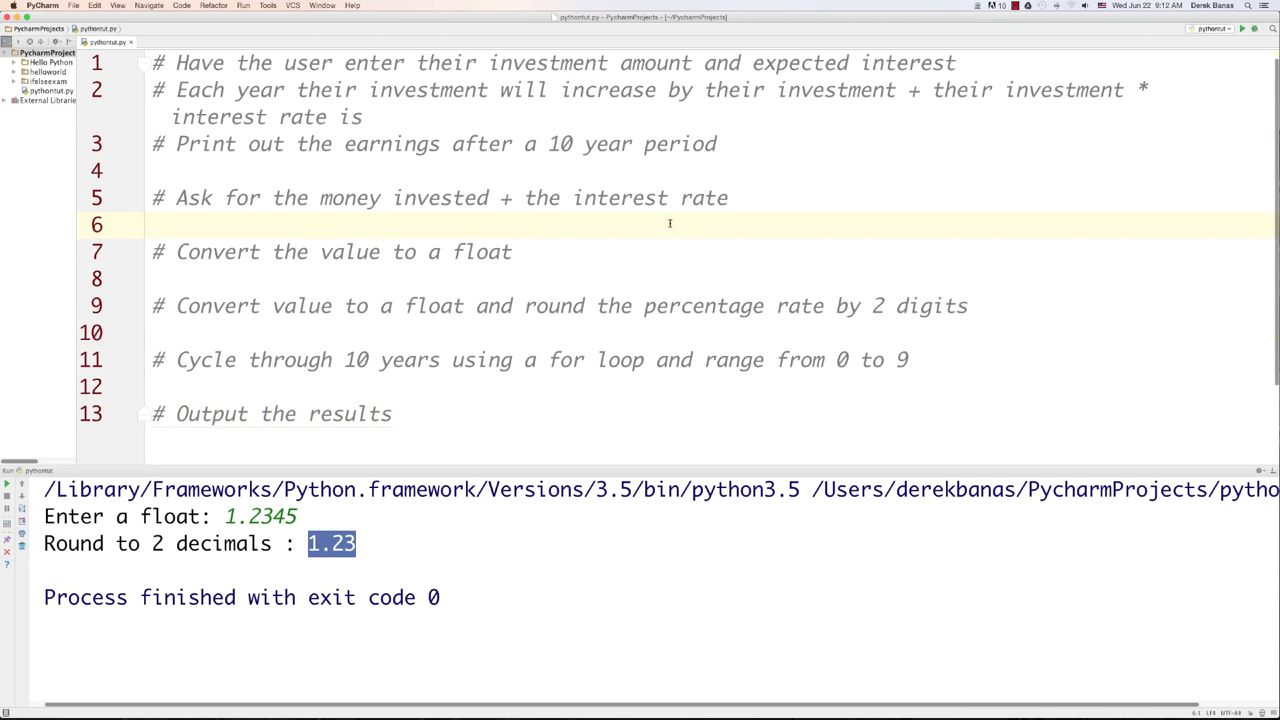 PyCharm File Edit View Navigate Code Refactor Run Tools VCS Window Help 10 Wed Jun 22 9:12 AM Derek Banas
pythontut.py - PycharmProjects - [~/PycharmProjects]
PycharmProjects pythontut.py pythontut
pythontut.py
PycharmProject
Hello Python
helloworld
ifelseexam
pythontut.py
External Librarie
1 # Have the user enter their investment amount and expected interest
2 # Each year their investment will increase by their investment + their investment *
interest rate is
3 # Print out the earnings after a 10 year period
4
5 # Ask for the money invested + the interest rate
6
7 # Convert the value to a float
8
9 # Convert value to a float and round the percentage rate by 2 digits
10
11 # Cycle through 10 years using a for loop and range from 0 to 9
12
13 # Output the results
Run pythontut
/Library/Frameworks/Python.framework/Versions/3.5/bin/python3.5 /Users/derekbanas/PycharmProjects/pytho
Enter a float: 1.2345
Round to 2 decimals : 1.23
Process finished with exit code 0
6:1 LF÷ UTF-8÷